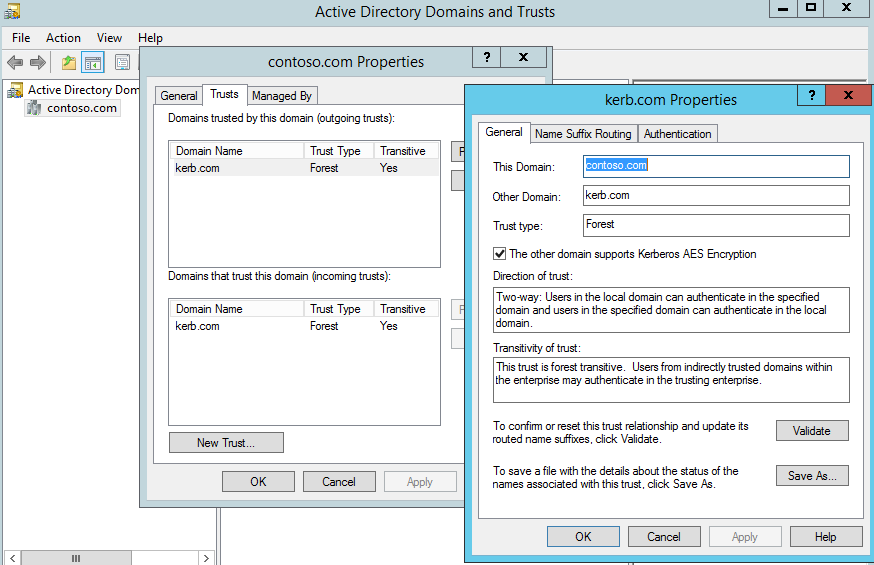 Active Directory Domains and Trusts
File Action View Help
Active Directory Dom
contoso.com
contoso.com Properties
? X
General Trusts Managed By
Domains trusted by this domain (outgoing trusts):
Domain Name Trust Type Transitive
kerb.com Forest Yes
Domains that trust this domain (incoming trusts):
Domain Name Trust Type Transitive
kerb.com Forest Yes
New Trust...
OK Cancel Apply
kerb.com Properties
? X
General Name Suffix Routing Authentication
This Domain: contoso.com
Other Domain: kerb.com
Trust type: Forest
The other domain supports Kerberos AES Encryption
Direction of trust:
Two-way: Users in the local domain can authenticate in the specified
domain and users in the specified domain can authenticate in the local
domain.
Transitivity of trust:
This trust is forest transitive. Users from indirectly trusted domains within
the enterprise may authenticate in the trusting enterprise.
To confirm or reset this trust relationship and update its
routed name suffixes, click Validate.
Validate
To save a file with the details about the status of the
names associated with this trust, click Save As.
Save As...
OK Cancel Apply Help